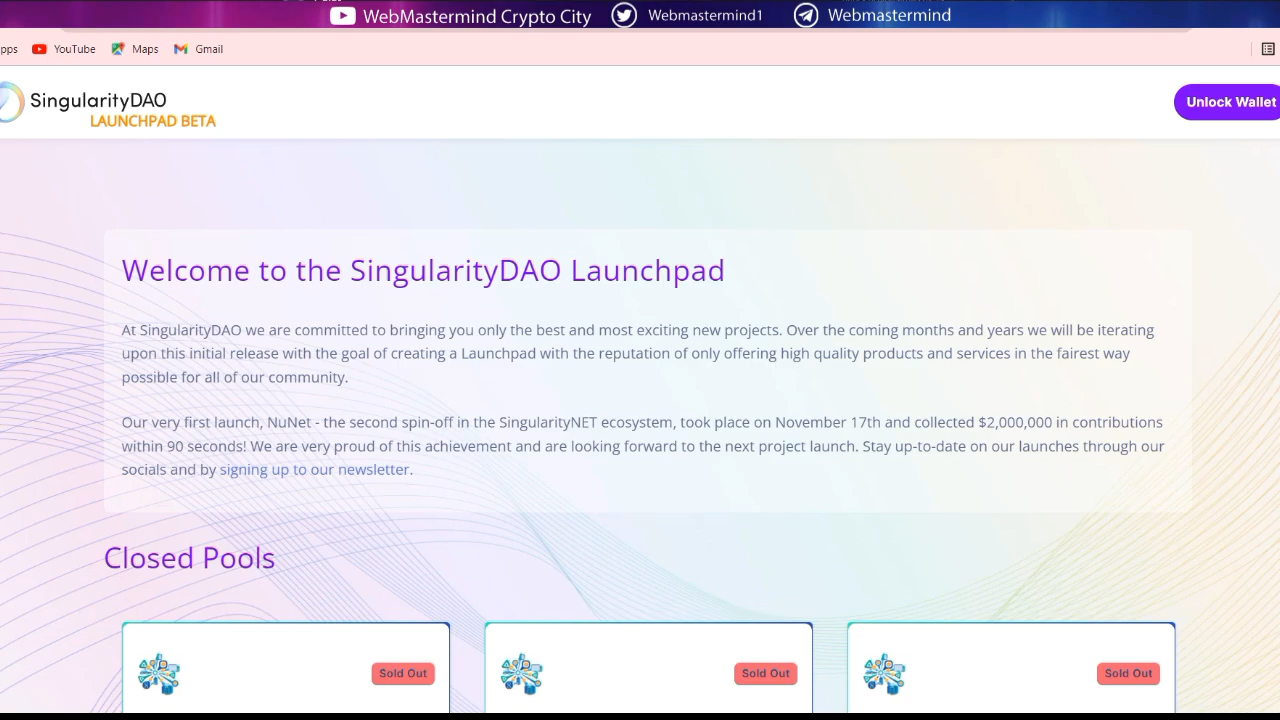 WebMastermind Crypto City Webmastermind1 Webmastermind
YouTube Maps Gmail
SingularityDAO
LAUNCHPAD BETA
Unlock Wallet
Welcome to the SingularityDAO Launchpad
At SingularityDAO we are committed to bringing you only the best and most exciting new projects. Over the coming months and years we will be iterating
upon this initial release with the goal of creating a Launchpad with the reputation of only offering high quality products and services in the fairest way
possible for all of our community.
Our very first launch, NuNet - the second spin-off in the SingularityNET ecosystem, took place on November 17th and collected $2,000,000 in contributions
within 90 seconds! We are very proud of this achievement and are looking forward to the next project launch. Stay up-to-date on our launches through our
socials and by signing up to our newsletter.
Closed Pools
Sold Out Sold Out Sold Out